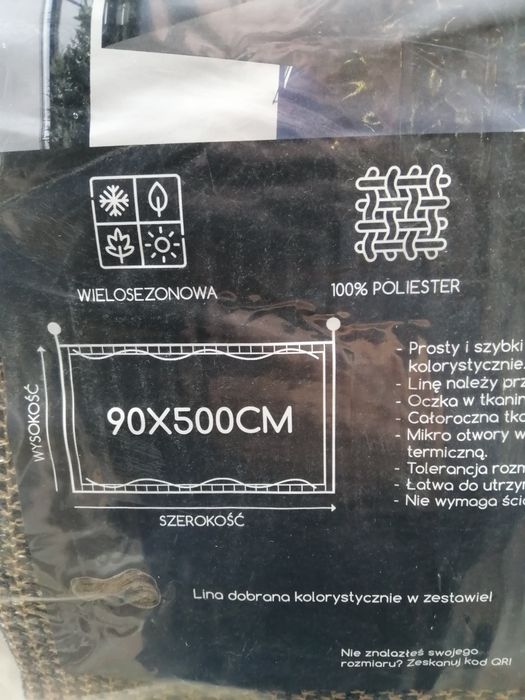 WIELOSEZONOWA
100% POLIESTER
- Prosty i szybki
kolorystycznie.
- Linę należy prz
- Oczka w tkanin
- Całoroczna tka
- Mikro otwory w
termiczną.
- Tolerancja rozm
- Łatwa do utrzym
- Nie wymaga ści
WYSOKOŚĆ
90X500CM
SZEROKOŚĆ
Lina dobrana kolorystycznie w zestawie!
Nie znalazłeś swojego
rozmiaru? Zeskanuj kod QR!